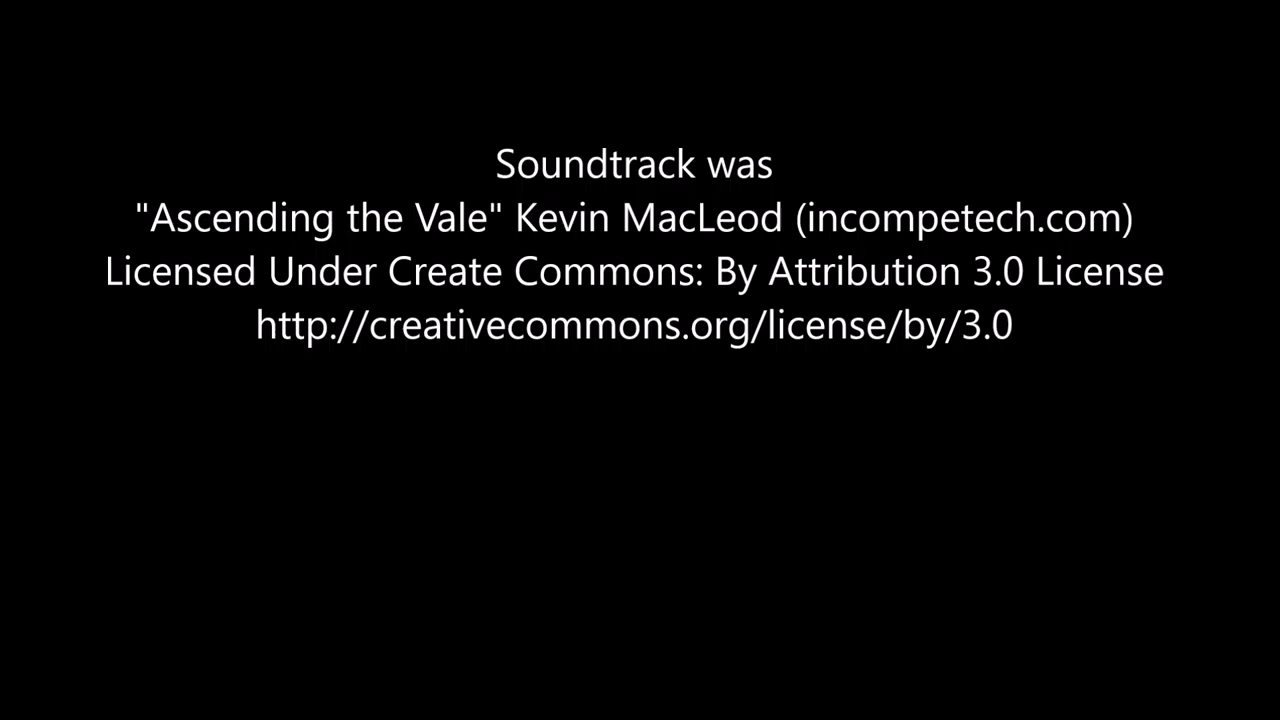 Soundtrack was
"Ascending the Vale" Kevin MacLeod (incompetech.com)
Licensed Under Create Commons: By Attribution 3.0 License
http://creativecommons.org/license/by/3.0